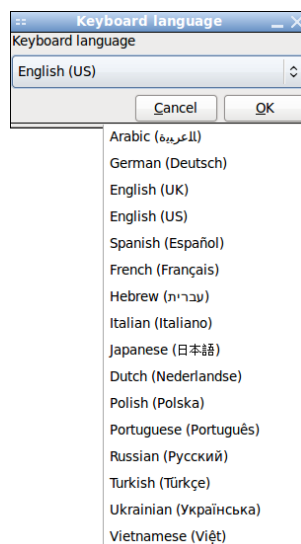 Keyboard language
Keyboard language
English (US)
Cancel OK
Arabic (اللعربية)
German (Deutsch)
English (UK)
English (US)
Spanish (Español)
French (Français)
Hebrew (עברית)
Italian (Italiano)
Japanese (日本語)
Dutch (Nederlandse)
Polish (Polska)
Portuguese (Português)
Russian (Русский)
Turkish (Türkçe)
Ukrainian (Українська)
Vietnamese (Việt)